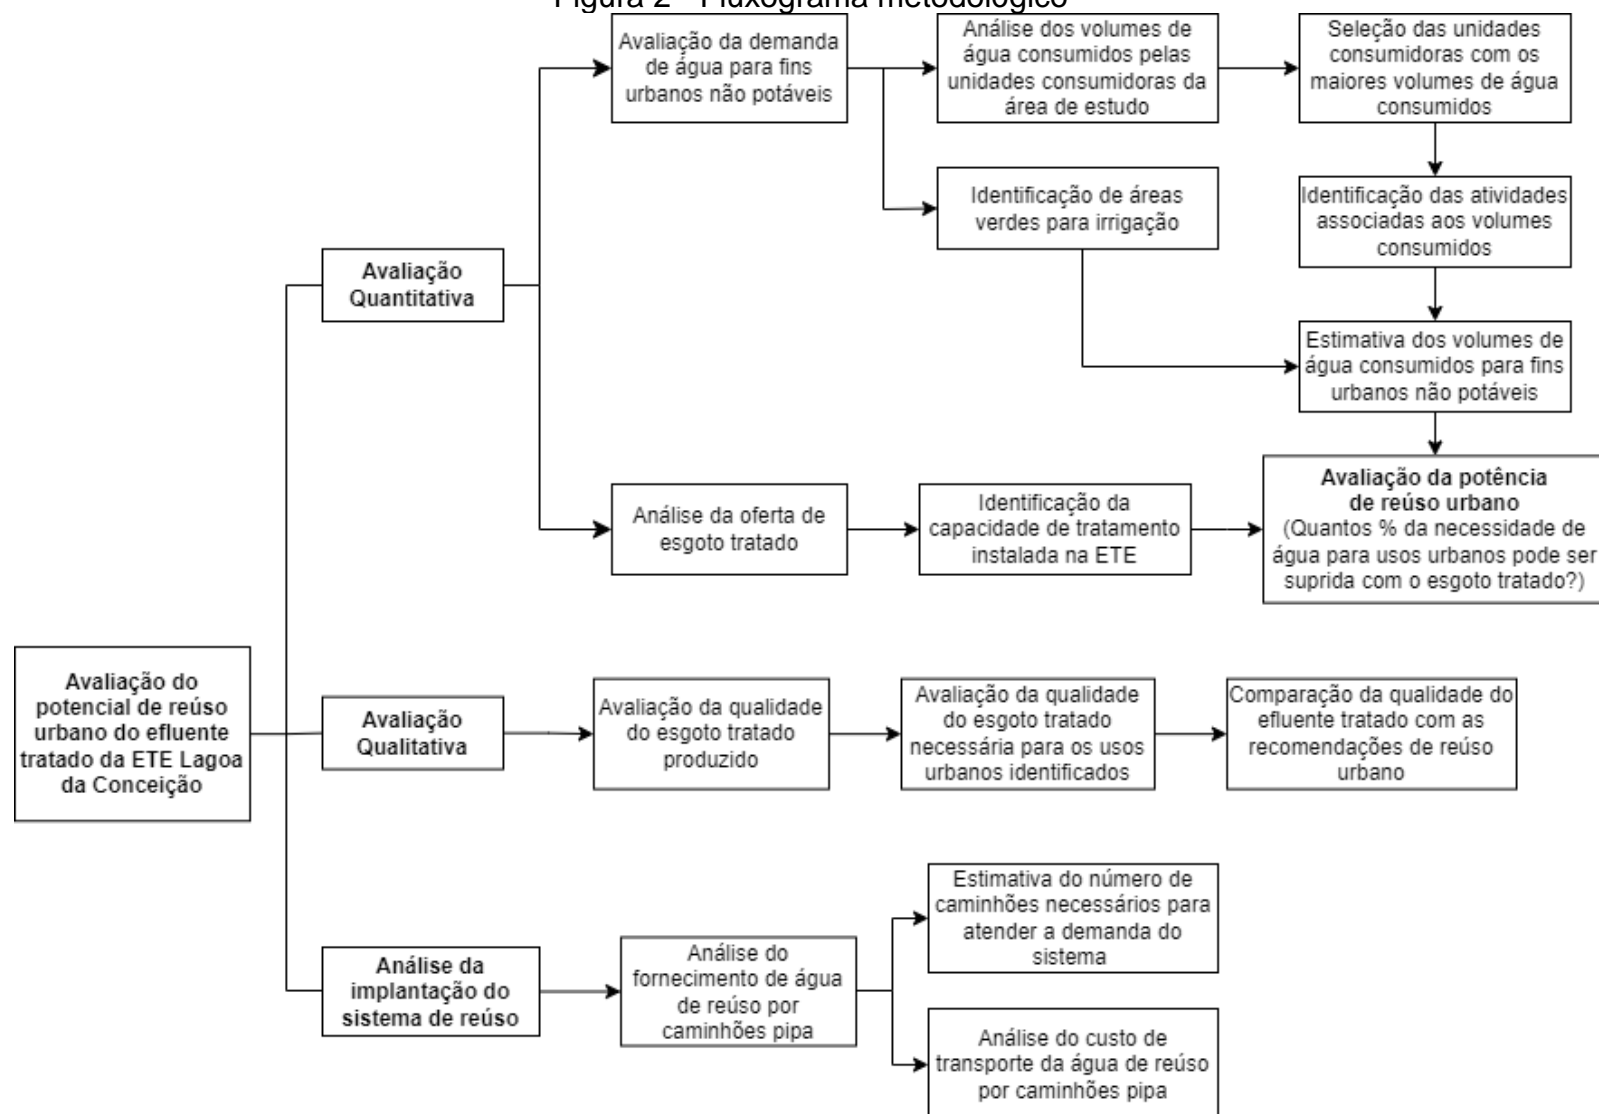 Figura 2 - Fluxograma metodológico
Avaliação da demanda
de água para fins
urbanos não potáveis
Análise dos volumes de
água consumidos pelas
unidades consumidoras da
área de estudo
Seleção das unidades
consumidoras com os
maiores volumes de água
consumidos
Identificação de áreas
verdes para irrigação
Identificação das atividades
associadas aos volumes
consumidos
Avaliação
Quantitativa
Estimativa dos volumes de
água consumidos para fins
urbanos não potáveis
Análise da oferta de
esgoto tratado
Identificação da
capacidade de tratamento
instalada na ETE
Avaliação da potência
de reúso urbano
(Quantos % da necessidade de
água para usos urbanos pode ser
suprida com o esgoto tratado?)
Avaliação do
potencial de reúso
urbano do efluente
tratado da ETE Lagoa
da Conceição
Avaliação
Qualitativa
Avaliação da qualidade
do esgoto tratado
produzido
Avaliação da qualidade
do esgoto tratado
necessária para os usos
urbanos identificados
Comparação da qualidade do
efluente tratado com as
recomendações de reúso
urbano
Análise da
implantação do
sistema de reúso
Análise do
fornecimento de água
de reúso por
caminhões pipa
Estimativa do número de
caminhões necessários para
atender a demanda do
sistema
Análise do custo de
transporte da água de reúso
por caminhões pipa